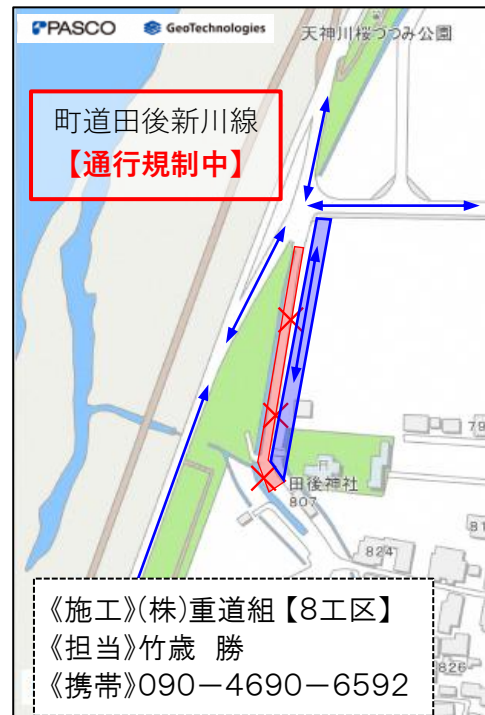 PASCO GeoTechnologies
天神川桜づつみ公園
町道田後新川線
【通行規制中】
79
田後神社
807
81
824
826
《施工》(株)重道組【8工区】
《担当》竹歳 勝
《携帯》090－4690－6592